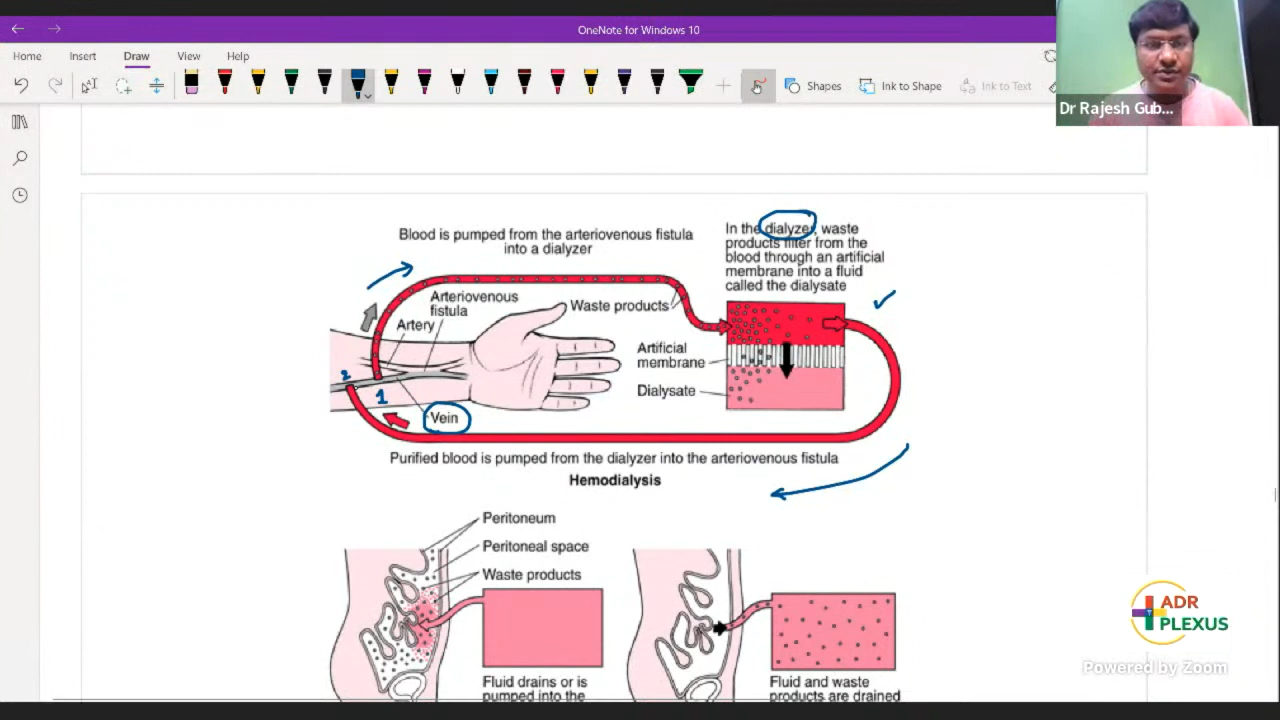 OneNote for Windows 10
Home
Insert
Draw
View
Help
Shapes
Ink to Shape
Ink to Text
Dr Rajesh Gub...
Blood is pumped from the arteriovenous fistula
into a dialyzer
In the dialyzer, waste
products filter from the
blood through an artificial
membrane into a fluid
called the dialysate
Arteriovenous
fistula
Artery
Waste products
Artificial
membrane
Dialysate
2
1
Vein
Purified blood is pumped from the dialyzer into the arteriovenous fistula
Hemodialysis
Peritoneum
Peritoneal space
Waste products
Fluid drains or is
pumped into the
Fluid and waste
products are drained
ADR
PLEXUS
Powered by Zoom